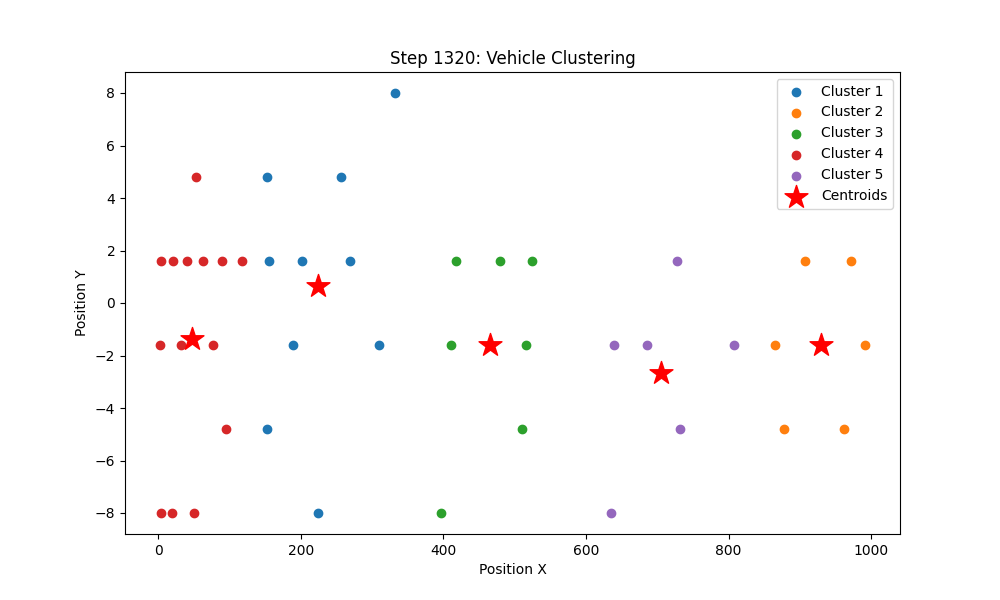 Step 1320: Vehicle Clustering
Cluster 1
Cluster 2
Cluster 3
Cluster 4
Cluster 5
Centroids
8
6
4
2
0
−2
−4
−6
−8
Position Y
0
200
400
600
800
1000
Position X